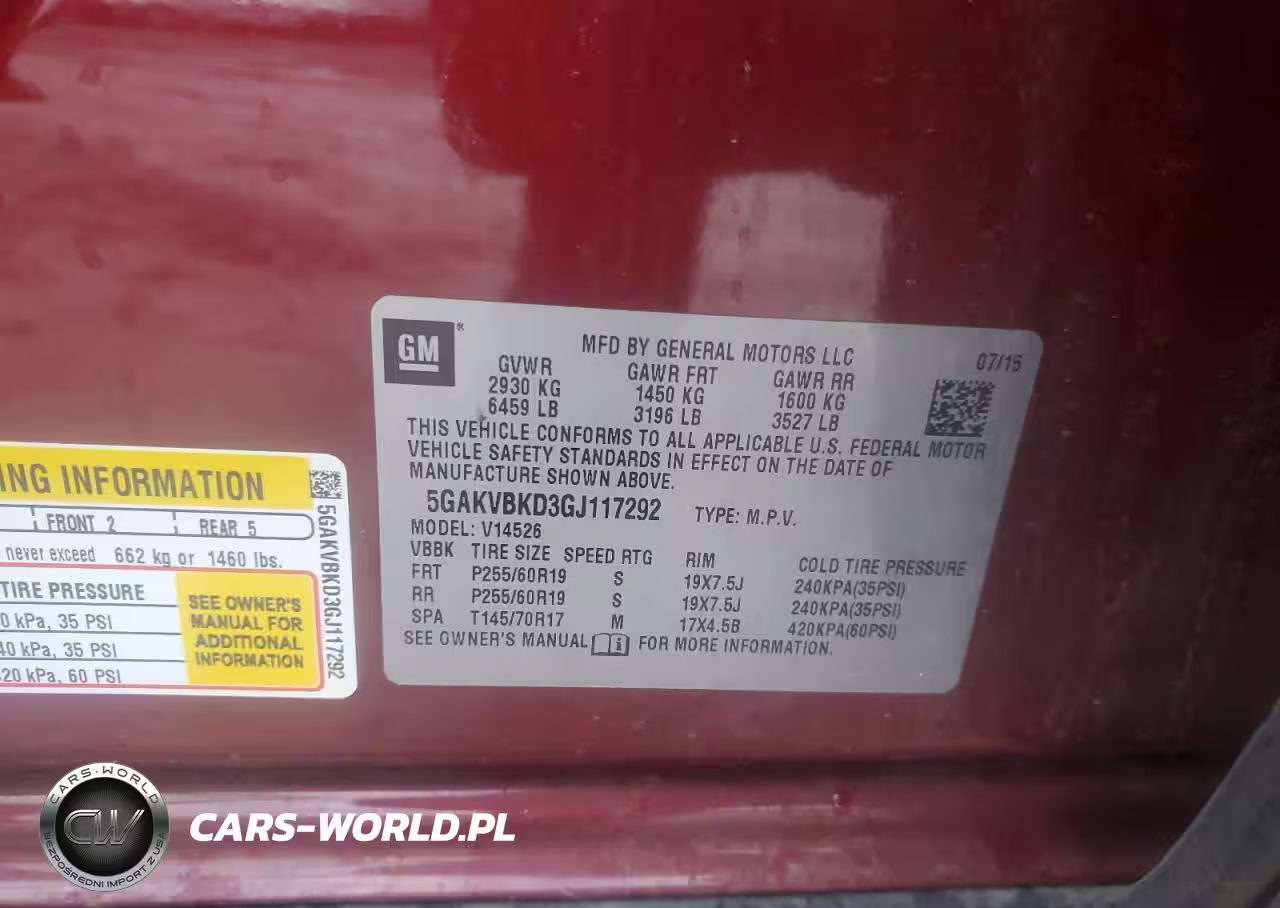 GM
®
MFD BY GENERAL MOTORS LLC
07/15
GVWR GAWR FRT GAWR RR
2930 KG 1450 KG 1600 KG
6459 LB 3196 LB 3527 LB
THIS VEHICLE CONFORMS TO ALL APPLICABLE U.S. FEDERAL MOTOR
VEHICLE SAFETY STANDARDS IN EFFECT ON THE DATE OF
MANUFACTURE SHOWN ABOVE.
5GAKVBKD3GJ117292 TYPE: M.P.V.
MODEL: V14526
VBBK TIRE SIZE SPEED RTG RIM COLD TIRE PRESSURE
FRT P255/60R19 S 19X7.5J 240KPA(35PSI)
RR P255/60R19 S 19X7.5J 240KPA(35PSI)
SPA T145/70R17 M 17X4.5B 420KPA(60PSI)
SEE OWNER'S MANUAL FOR MORE INFORMATION.
ING INFORMATION
FRONT 2 REAR 5
never exceed 662 kg or 1460 lbs.
TIRE PRESSURE
0 kPa, 35 PSI
40 kPa, 35 PSI
20 kPa, 60 PSI
SEE OWNER'S
MANUAL FOR
ADDITIONAL
INFORMATION
5GAKVBKD3GJ117292
CARS-WORLD
CW
BEZPOŚREDNI IMPORT Z USA
CARS-WORLD.PL